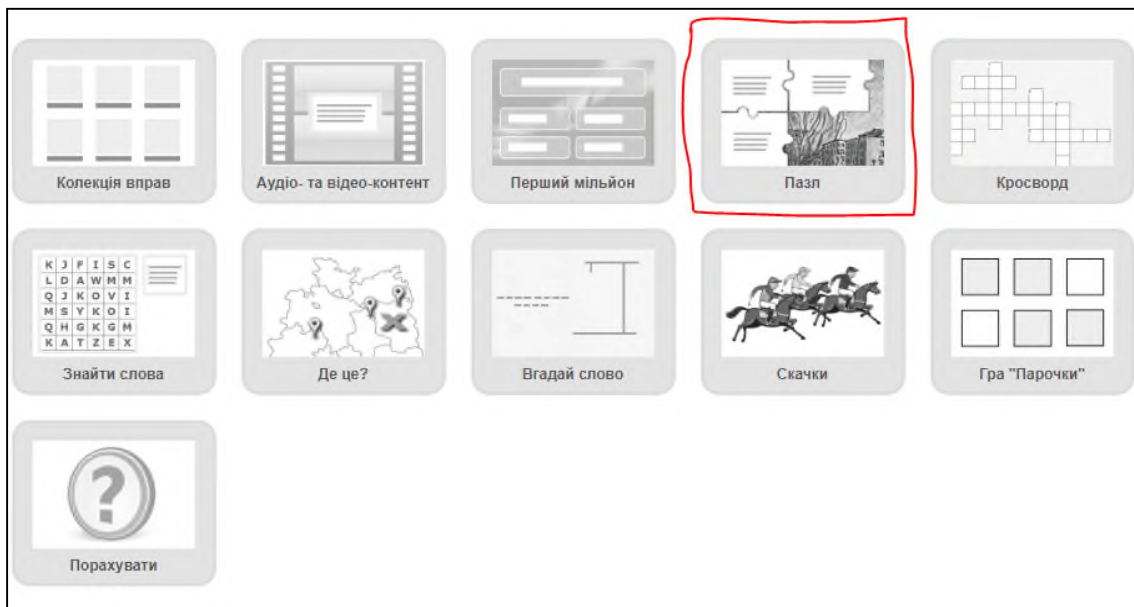 Колекція вправ
Аудіо- та відео-контент
Перший мільйон
Пазл
Кросворд
K J F I S C
L D A W M M
Q J K O V I
M S Y K O I
Q H G K G M
K A T Z E X
Знайти слова
Де це?
Вгадай слово
Скачки
Гра "Парочки"
?
Порахувати